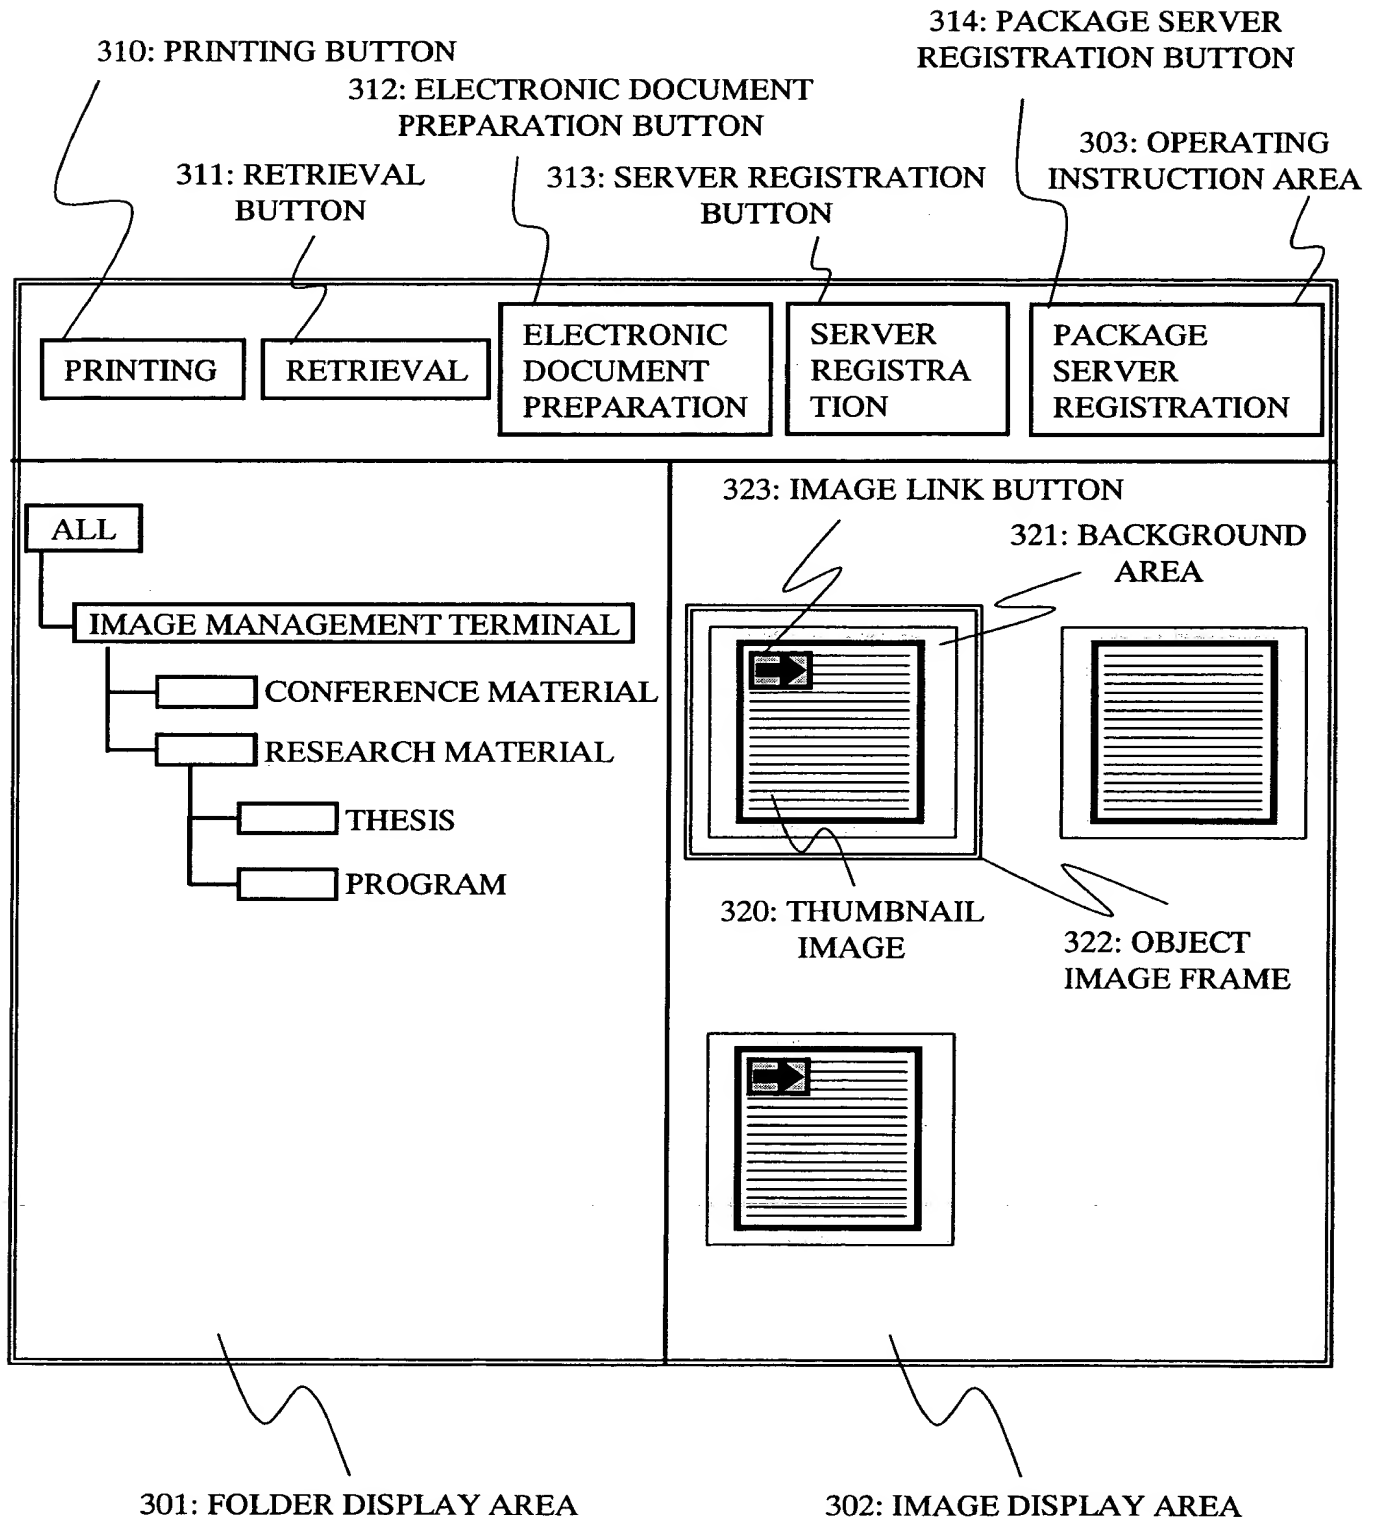 314: PACKAGE SERVER
REGISTRATION BUTTON
310: PRINTING BUTTON
312: ELECTRONIC DOCUMENT
PREPARATION BUTTON
303: OPERATING
INSTRUCTION AREA
311: RETRIEVAL
BUTTON
313: SERVER REGISTRATION
BUTTON
PRINTING
RETRIEVAL
ELECTRONIC
DOCUMENT
PREPARATION
SERVER
REGISTRA
TION
PACKAGE
SERVER
REGISTRATION
ALL
IMAGE MANAGEMENT TERMINAL
CONFERENCE MATERIAL
RESEARCH MATERIAL
THESIS
PROGRAM
323: IMAGE LINK BUTTON
321: BACKGROUND
AREA
320: THUMBNAIL
IMAGE
322: OBJECT
IMAGE FRAME
301: FOLDER DISPLAY AREA
302: IMAGE DISPLAY AREA